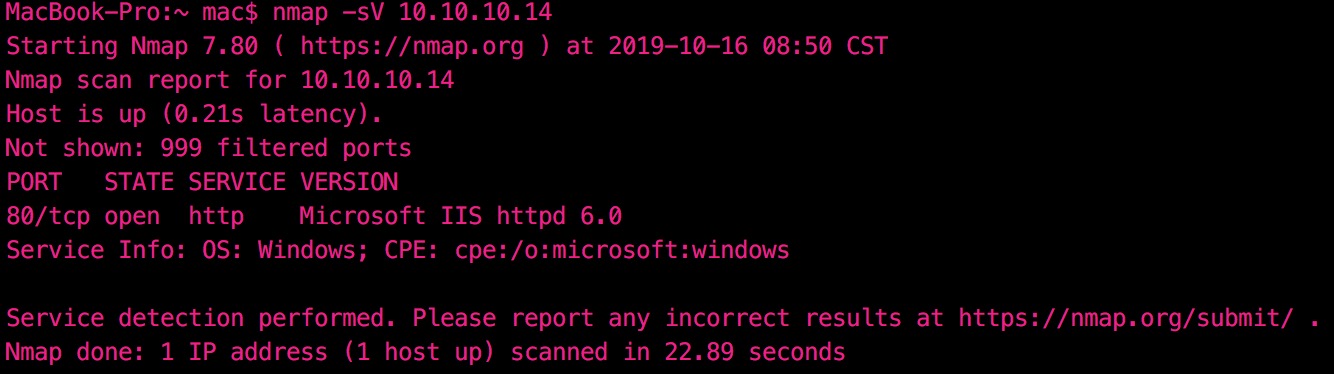 MacBook-Pro:~ mac$ nmap -sV 10.10.10.14
Starting Nmap 7.80 ( https://nmap.org ) at 2019-10-16 08:50 CST
Nmap scan report for 10.10.10.14
Host is up (0.21s latency).
Not shown: 999 filtered ports
PORT   STATE SERVICE VERSION
80/tcp open  http    Microsoft IIS httpd 6.0
Service Info: OS: Windows; CPE: cpe:/o:microsoft:windows
Service detection performed. Please report any incorrect results at https://nmap.org/submit/ .
Nmap done: 1 IP address (1 host up) scanned in 22.89 seconds